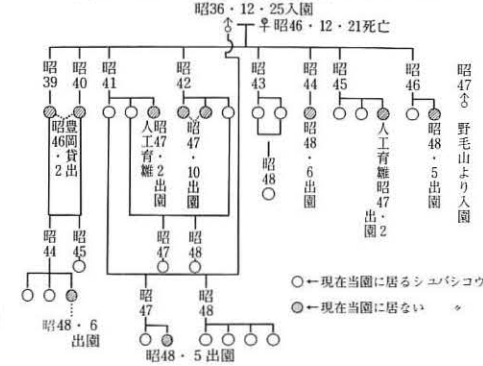 昭36・12・25入園
♂ ♀昭46・12・21死亡
昭39
昭40
昭41
昭42
昭43
昭44
昭45
昭46
昭47♂ 野毛山より入園
豊岡貸出
昭46・2
昭47・2出園
人工育雛
昭47・10出園
昭48
昭48・6出園
人工育雛昭47・2出園
昭48・5出園
昭44
昭45
昭47
昭48
昭48・6
出園
昭47
昭48
昭48・5出園
○←現在当園に居るシュバシコウ
◎←現在当園に居ない 〃